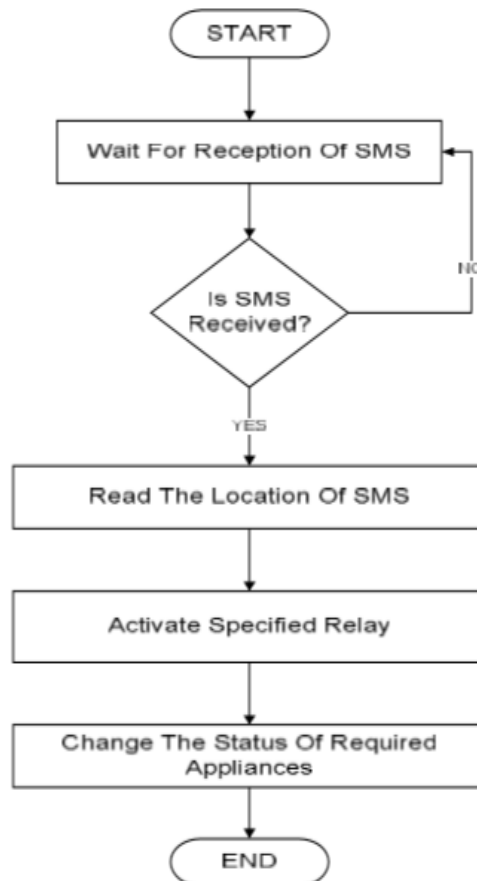 START
Wait For Reception Of SMS
Is SMS
Received?
NO
YES
Read The Location Of SMS
Activate Specified Relay
Change The Status Of Required
Appliances
END